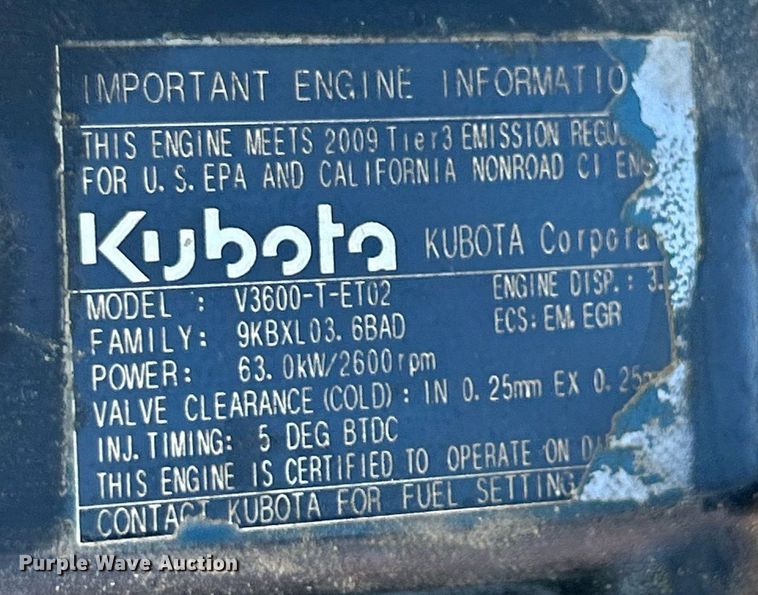 IMPORTANT ENGINE INFORMATIO
THIS ENGINE MEETS 2009 Tier3 EMISSION REGU
FOR U.S.EPA AND CALIFORNIA NONROAD CI ENG
Kubota KUBOTA Corpora
MODEL : V3600-T-ET02 ENGINE DISP.: 3.
FAMILY: 9KBXL03.6BAD ECS: EM, EGR
POWER: 63.0kW/2600rpm
VALVE CLEARANCE (COLD) : IN 0.25mm EX 0.25
INJ. TIMING: 5 DEG BTDC
THIS ENGINE IS CERTIFIED TO OPERATE ON
CONTACT KUBOTA FOR FUEL SETTING
Purple Wave Auction